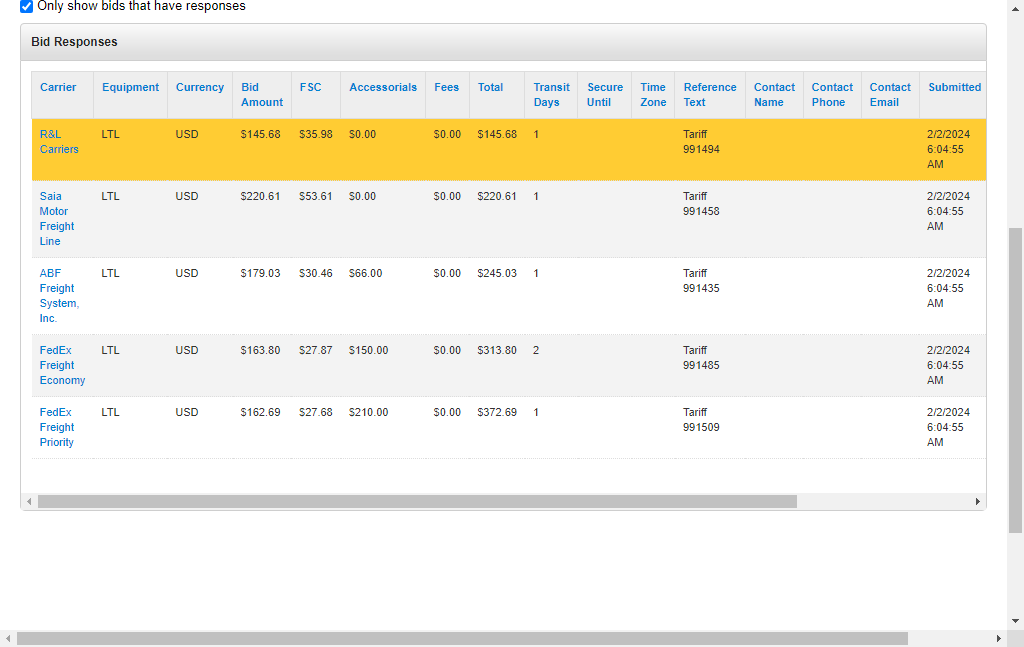 Only show bids that have responses
Bid Responses
Carrier Equipment Currency Bid Amount FSC Accessorials Fees Total Transit Days Secure Until Time Zone Reference Text Contact Name Contact Phone Contact Email Submitted
R&L Carriers LTL USD $145.68 $35.98 $0.00 $0.00 $145.68 1 Tariff 991494 2/2/2024 6:04:55 AM
Saia Motor Freight Line LTL USD $220.61 $53.61 $0.00 $0.00 $220.61 1 Tariff 991458 2/2/2024 6:04:55 AM
ABF Freight System, Inc. LTL USD $179.03 $30.46 $66.00 $0.00 $245.03 1 Tariff 991435 2/2/2024 6:04:55 AM
FedEx Freight Economy LTL USD $163.80 $27.87 $150.00 $0.00 $313.80 2 Tariff 991485 2/2/2024 6:04:55 AM
FedEx Freight Priority LTL USD $162.69 $27.68 $210.00 $0.00 $372.69 1 Tariff 991509 2/2/2024 6:04:55 AM